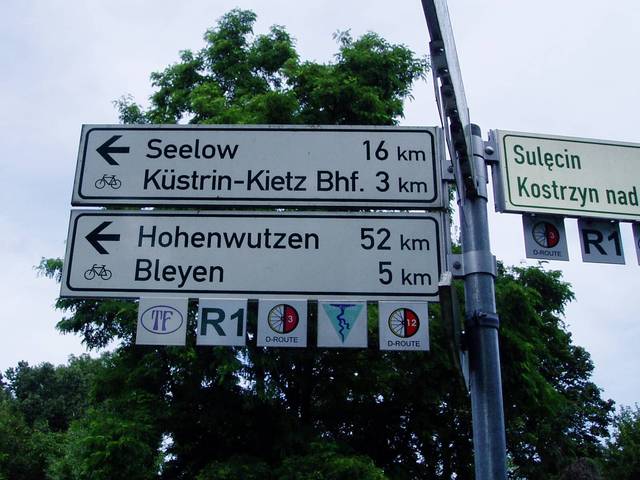 Seelow 16 km
Küstrin-Kietz Bhf. 3 km
Hohenwutzen 52 km
Bleyen 5 km
TF
R1
3
D-ROUTE
12
D-ROUTE
Sulęcin
Kostrzyn nad
3
D-ROUTE
R1